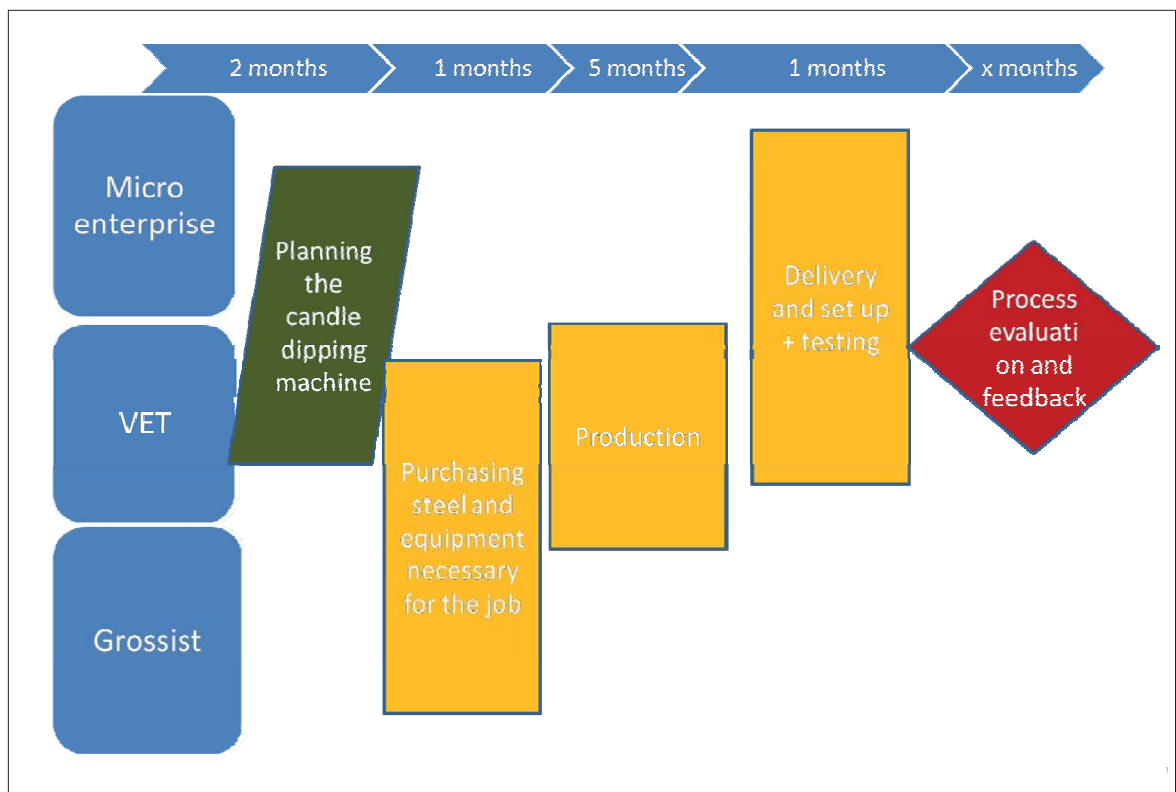 2 months
1 months
5 months
1 months
x months
Micro
enterprise
VET
Grossist
Planning
the
candle
dipping
machine
Purchasing
steel and
equipment
necessary
for the job
Production
Delivery
and set up
+ testing
Process
evaluati
on and
feedback
1